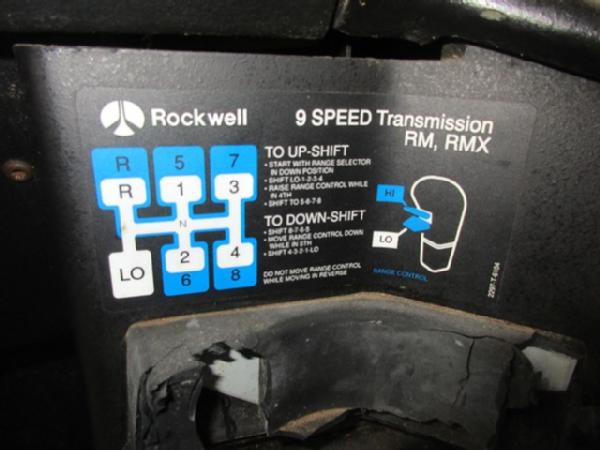 Rockwell
9 SPEED Transmission
RM, RMX
R 5 7
R 1 3
N
LO 2 4
6 8
TO UP-SHIFT
• START WITH RANGE SELECTOR
IN DOWN POSITION
• SHIFT LO-1-2-3-4
• RAISE RANGE CONTROL WHILE
IN 4TH
• SHIFT TO 5-6-7-8
TO DOWN-SHIFT
• SHIFT 8-7-6-5
• MOVE RANGE CONTROL DOWN
WHILE IN 5TH
• SHIFT 4-3-2-1-LO
DO NOT MOVE RANGE CONTROL
WHILE MOVING IN REVERSE
HI
LO
RANGE CONTROL